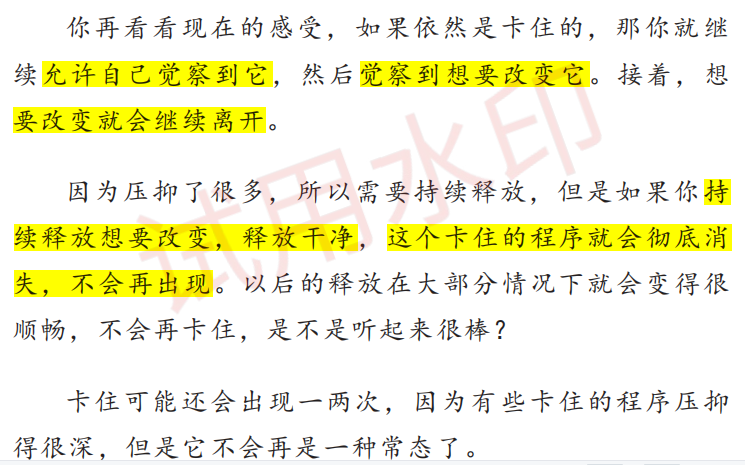 你再看看现在的感受，如果依然是卡住的，那你就继
续允许自己觉察到它，然后觉察到想要改变它。接着，想
要改变就会继续离开。
因为压抑了很多，所以需要持续释放，但是如果你持
续释放想要改变，释放干净，这个卡住的程序就会彻底消
失，不会再出现。以后的释放在大部分情况下就会变得很
顺畅，不会再卡住，是不是听起来很棒？
卡住可能还会出现一两次，因为有些卡住的程序压抑
得很深，但是它不会再是一种常态了。
试用水印